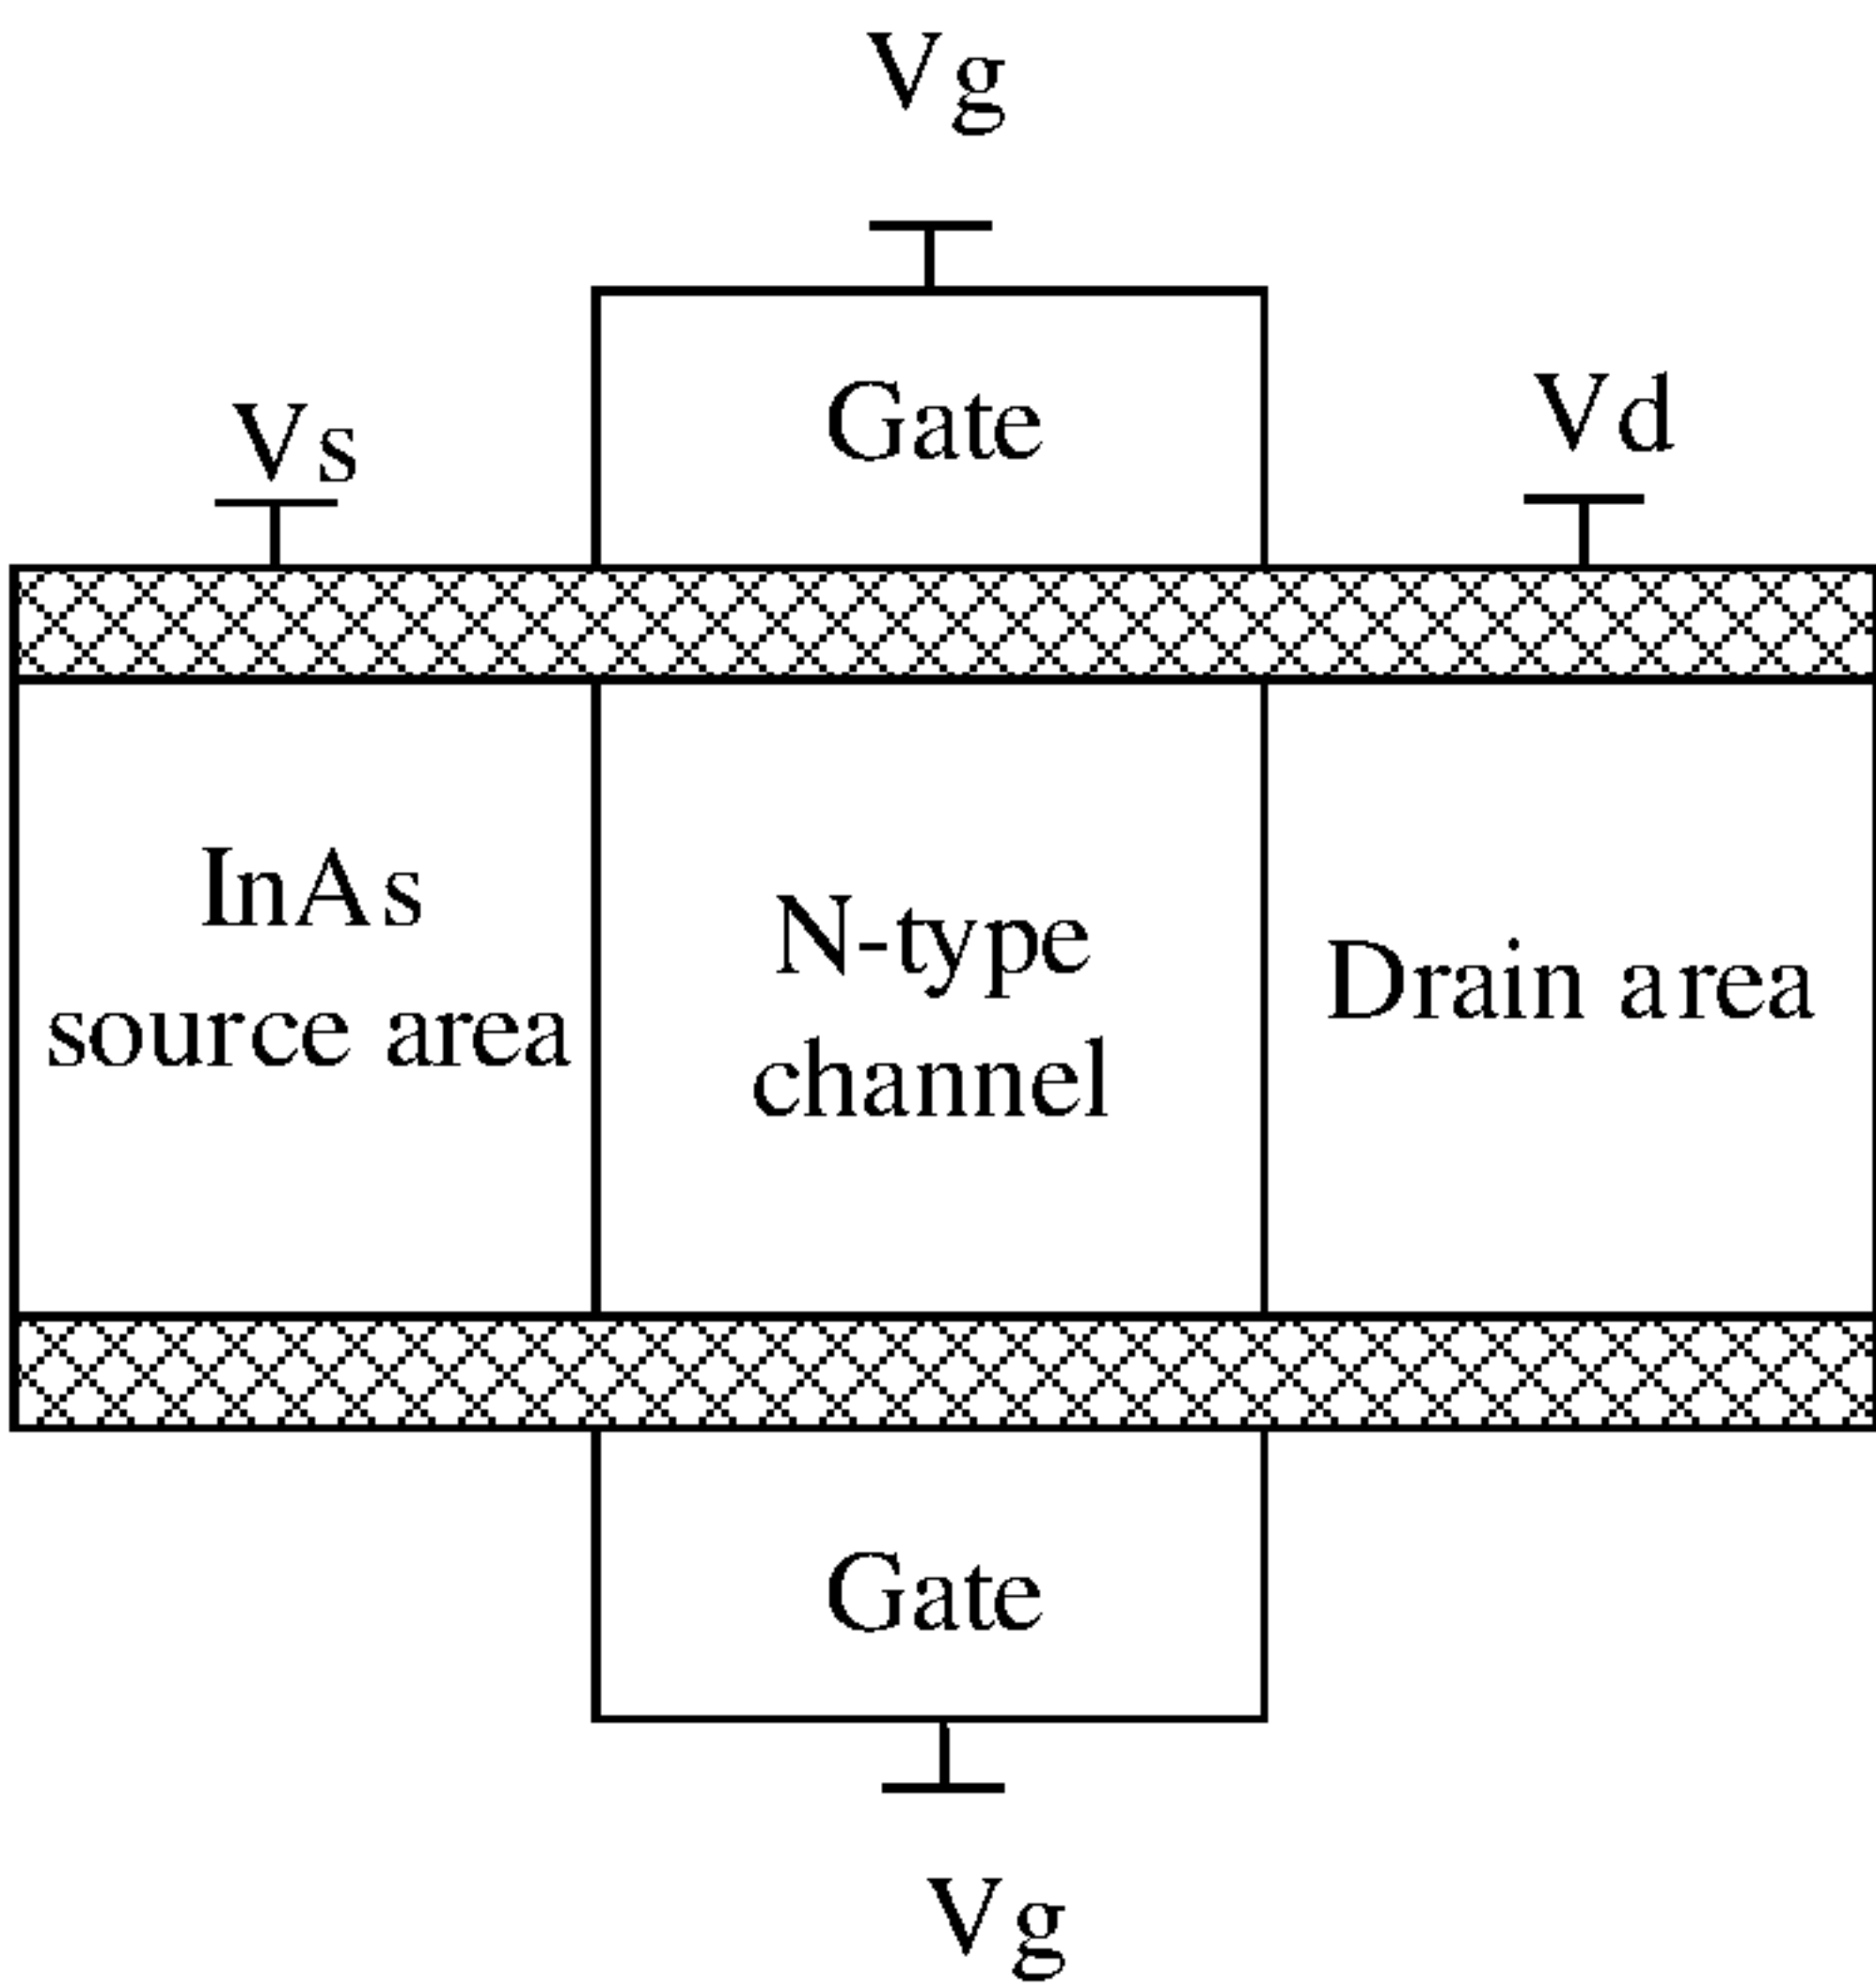 Vg
Gate
Vs
Vd
InAs
source area
N-type
channel
Drain area
Gate
Vg